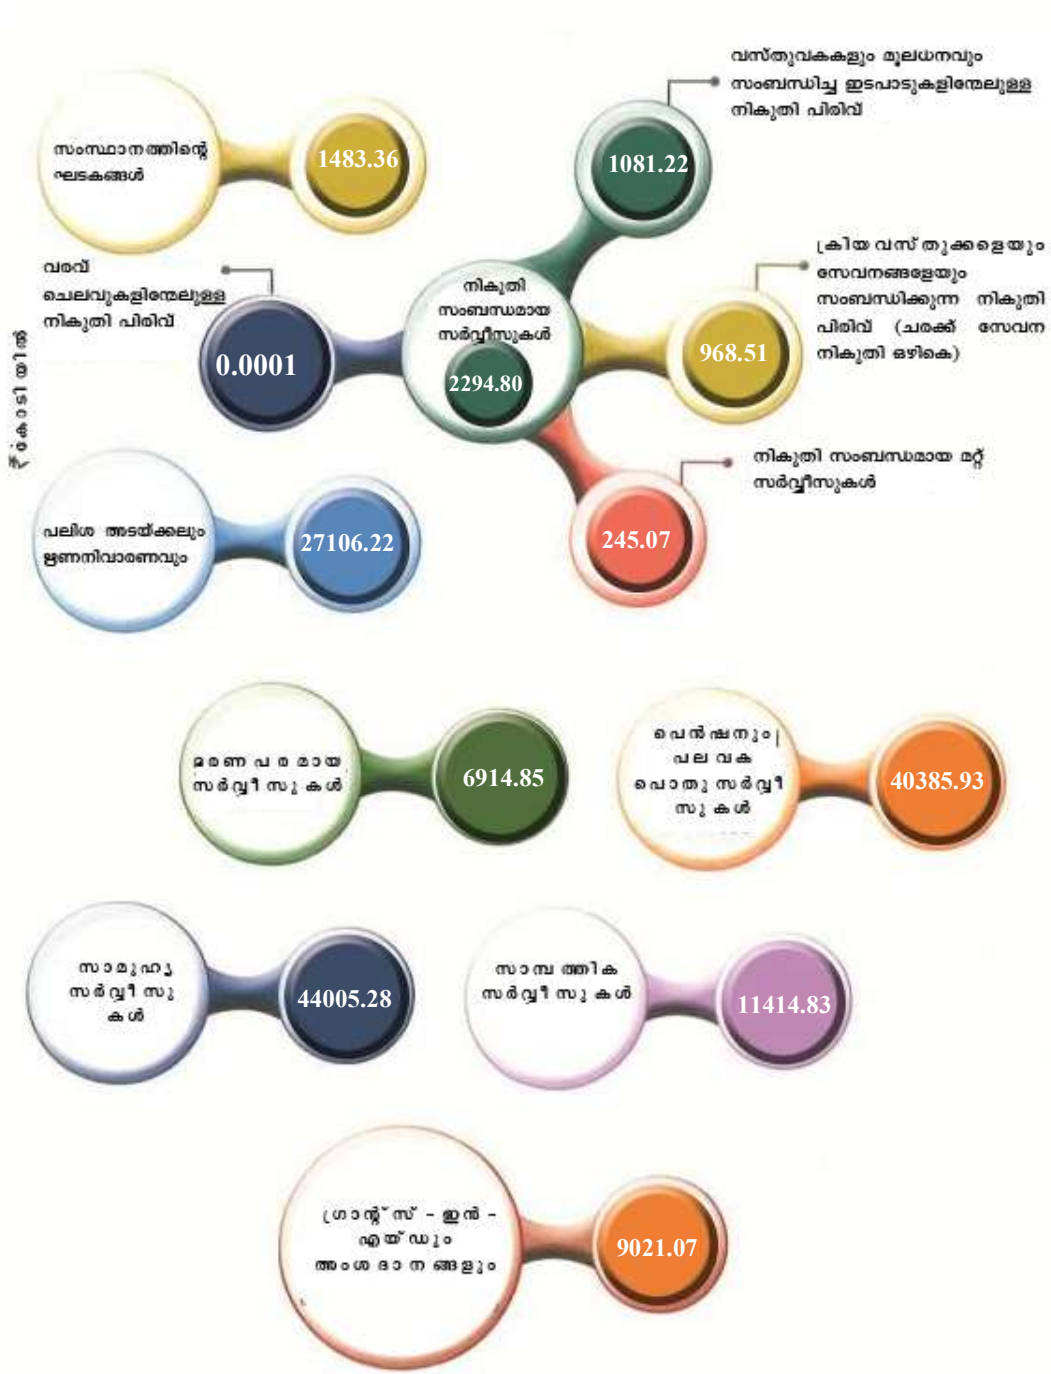 വസ്തുവകകളും മൂലധനവും
സംബന്ധിച്ച ഇടപാടുകളിന്മേലുള്ള
നികുതി പിരിവ്
1081.22
സംസ്ഥാനത്തിന്റെ
ഘടകങ്ങൾ
1483.36
വരവ്
ചെലവുകളിന്മേലുള്ള
നികുതി പിരിവ്
0.0001
നികുതി
സംബന്ധമായ
സർവ്വീസുകൾ
2294.80
ക്രിയ വസ്തുക്കളെയും
സേവനങ്ങളേയും
സംബന്ധിക്കുന്ന നികുതി
പിരിവ് (ചരക്ക് സേവന
നികുതി ഒഴികെ)
968.51
₹ കോടിയിൽ
നികുതി സംബന്ധമായ മറ്റ്
സർവ്വീസുകൾ
245.07
പലിശ അടയ്ക്കലും
ഋണനിവാരണവും
27106.22
ഭരണപരമായ
സർവ്വീസുകൾ
6914.85
പെൻഷനും
പലവക
പൊതുസർവ്വീ
സുകൾ
40385.93
സാമൂഹ്യ
സർവ്വീസു
കൾ
44005.28
സാമ്പത്തിക
സർവ്വീസുകൾ
11414.83
ഗ്രാന്റ്സ് - ഇൻ -
എയ്ഡും
അംശദാനങ്ങളും
9021.07